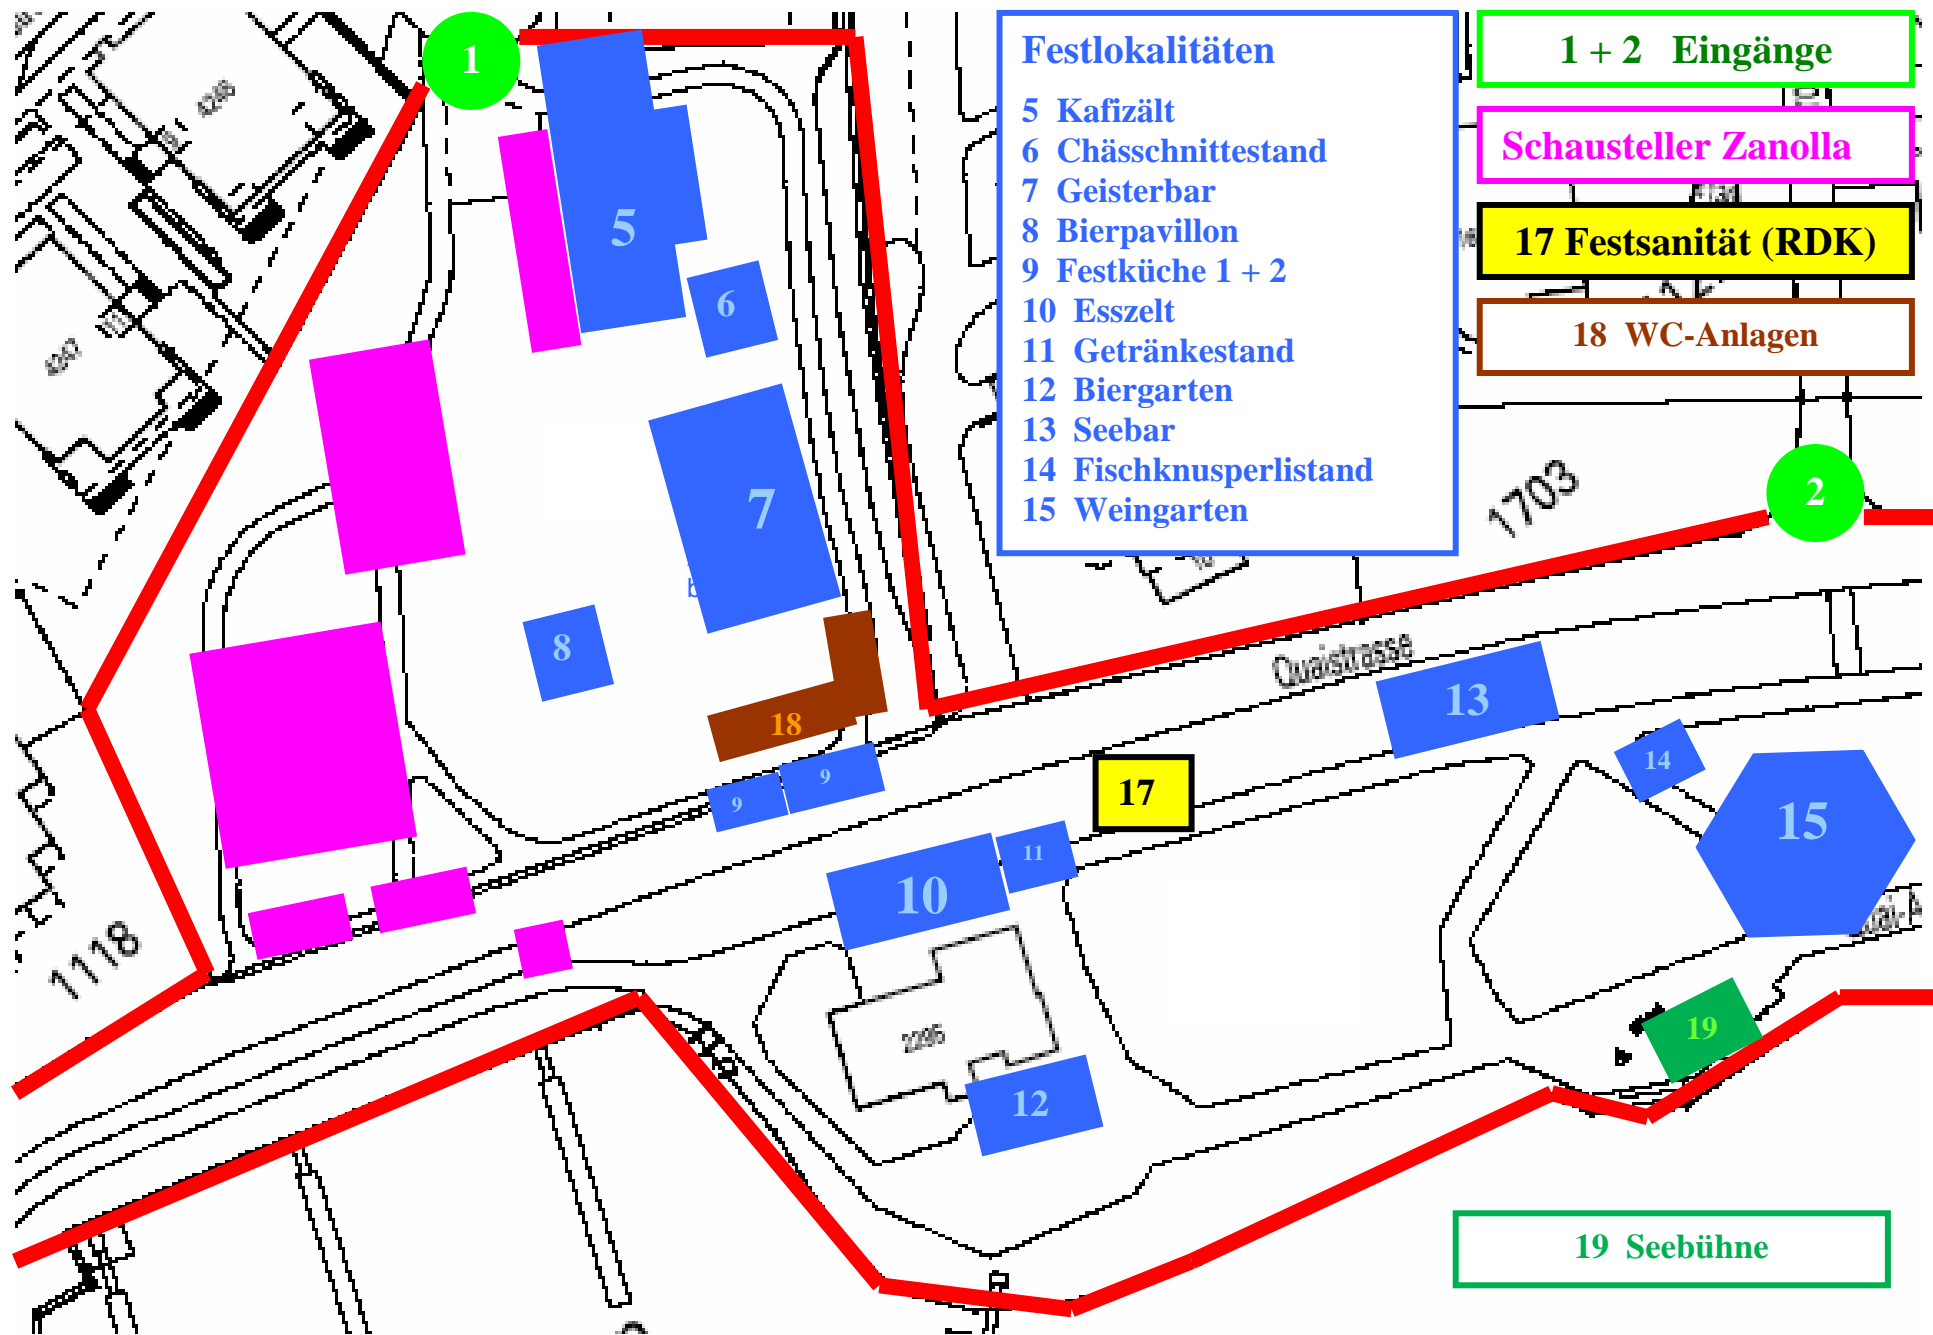 Festlokalitäten
5 Kafizält
6 Chässchnittestand
7 Geisterbar
8 Bierpavillon
9 Festküche 1 + 2
10 Esszelt
11 Getränkestand
12 Biergarten
13 Seebar
14 Fischknusperlistand
15 Weingarten
1 + 2 Eingänge
Schausteller Zanolla
17 Festsanität (RDK)
18 WC-Anlagen
1
4246
5
6
4247
7
1703
2
8
Quaistrasse
13
18
9
9
17
14
15
11
10
1118
2295
19
12
19 Seebühne